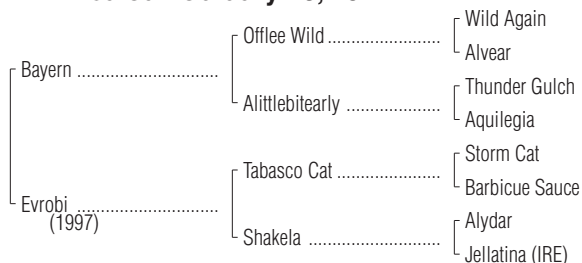 Wild Again
Offlee Wild ........................
Alvear
Bayern ........................................
Thunder Gulch
Alittlebitearly ..........................
Aquilegia
Storm Cat
Tabasco Cat ..........................
Barbicue Sauce
Evrobi ........................................
(1997)
Alydar
Shakela ..................................
Jellatina (IRE)